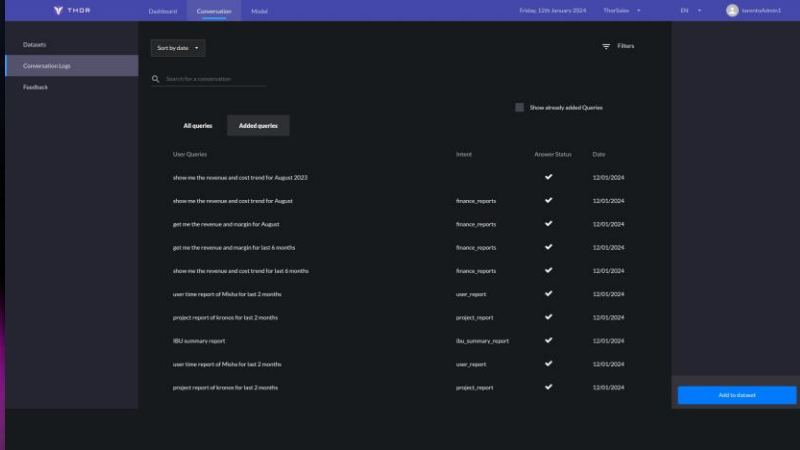 THOR Dashboard Conversation Model Friday, 12th January 2024 ThorSales EN tarentoAdmin1
Datasets
Conversation Logs
Feedback
Sort by date
Filters
Search for a conversation
Show already added Queries
All queries Added queries
User Queries Intent Answer Status Date
show me the revenue and cost trend for August 2023 12/01/2024
show me the revenue and cost trend for August finance_reports 12/01/2024
get me the revenue and margin for August finance_reports 12/01/2024
get me the revenue and margin for last 6 months finance_reports 12/01/2024
show me the revenue and cost trend for last 6 months finance_reports 12/01/2024
user time report of Misha for last 2 months user_report 12/01/2024
project report of kronos for last 2 months project_report 12/01/2024
IBU summary report ibu_summary_report 12/01/2024
user time report of Misha for last 2 months user_report 12/01/2024
project report of kronos for last 2 months project_report 12/01/2024
Add to dataset